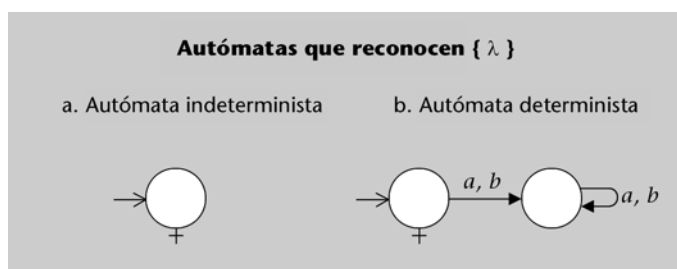 Autómatas que reconocen { λ }
a. Autómata indeterminista
b. Autómata determinista
a, b
a, b